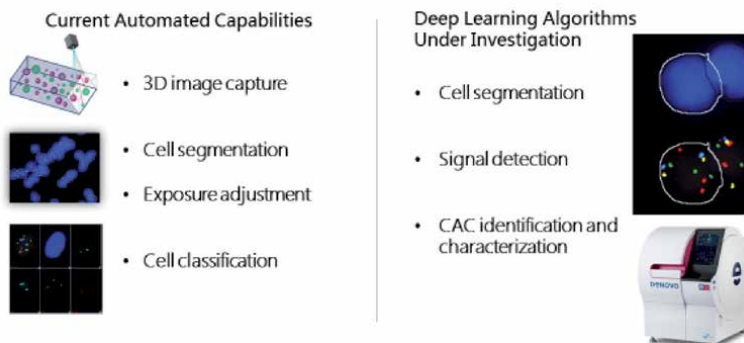 Current Automated Capabilities
• 3D image capture
• Cell segmentation
• Exposure adjustment
• Cell classification
Deep Learning Algorithms
Under Investigation
• Cell segmentation
• Signal detection
• CAC identification and
characterization